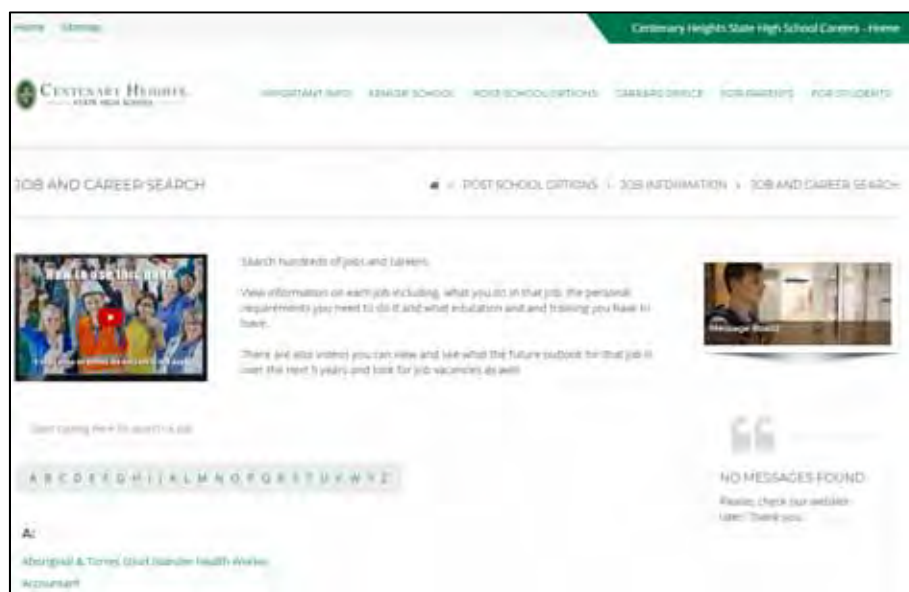 Home Sitemap
Centenary Heights State High School Careers - Home
CENTENARY HEIGHTS
STATE HIGH SCHOOL
IMPORTANT INFO SENIOR SCHOOL POST SCHOOL OPTIONS CAREERS OFFICE FOR PARENTS FOR STUDENTS
JOB AND CAREER SEARCH
POST SCHOOL OPTIONS JOB INFORMATION JOB AND CAREER SEARCH
How to use this page
Search hundreds of jobs and careers.
View information on each job including, what you do in that job, the personal
requirements you need to do it and what education and and training you have to
have.
There are also videos you can view and see what the future outlook for that job is
over the next 5 years and look for job vacancies as well.
Message Board
Start typing here to search a job
A B C D E F G H I J K L M N O P Q R S T U V W Y Z
NO MESSAGES FOUND
Please, check our website
later. Thank you.
A:
Aboriginal & Torres Strait Islander Health Worker
Accountant